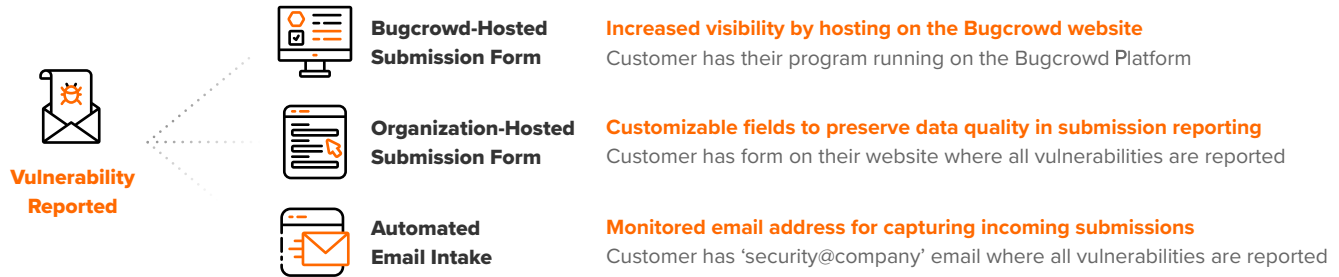 Vulnerability
Reported
Bugcrowd-Hosted
Submission Form
Increased visibility by hosting on the Bugcrowd website
Customer has their program running on the Bugcrowd Platform
Organization-Hosted
Submission Form
Customizable fields to preserve data quality in submission reporting
Customer has form on their website where all vulnerabilities are reported
Automated
Email Intake
Monitored email address for capturing incoming submissions
Customer has ‘security@company’ email where all vulnerabilities are reported